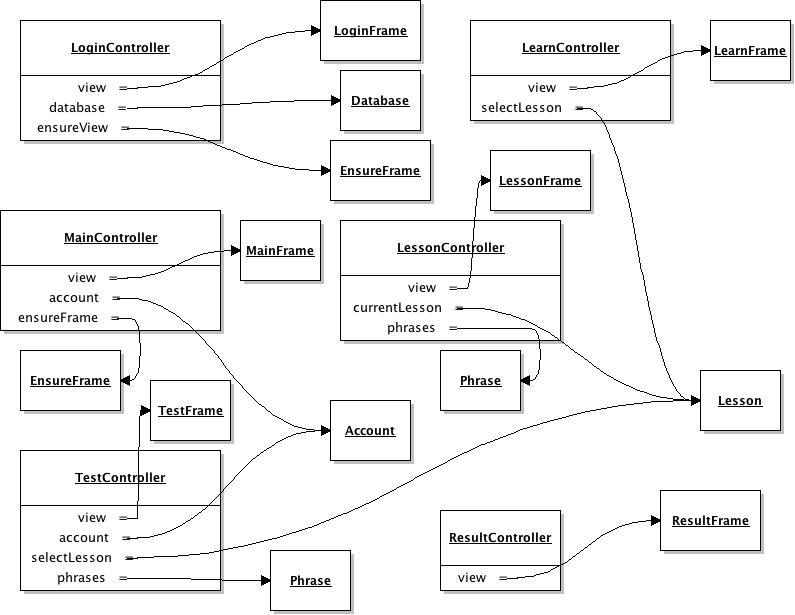 LoginController
view =
database =
ensureView =
LoginFrame
Database
EnsureFrame
LearnController
view =
selectLesson =
LearnFrame
LessonFrame
MainController
view =
account =
ensureFrame =
MainFrame
LessonController
view =
currentLesson =
phrases =
EnsureFrame
TestFrame
Phrase
Lesson
Account
TestController
view =
account =
selectLesson =
phrases =
Phrase
ResultController
view =
ResultFrame